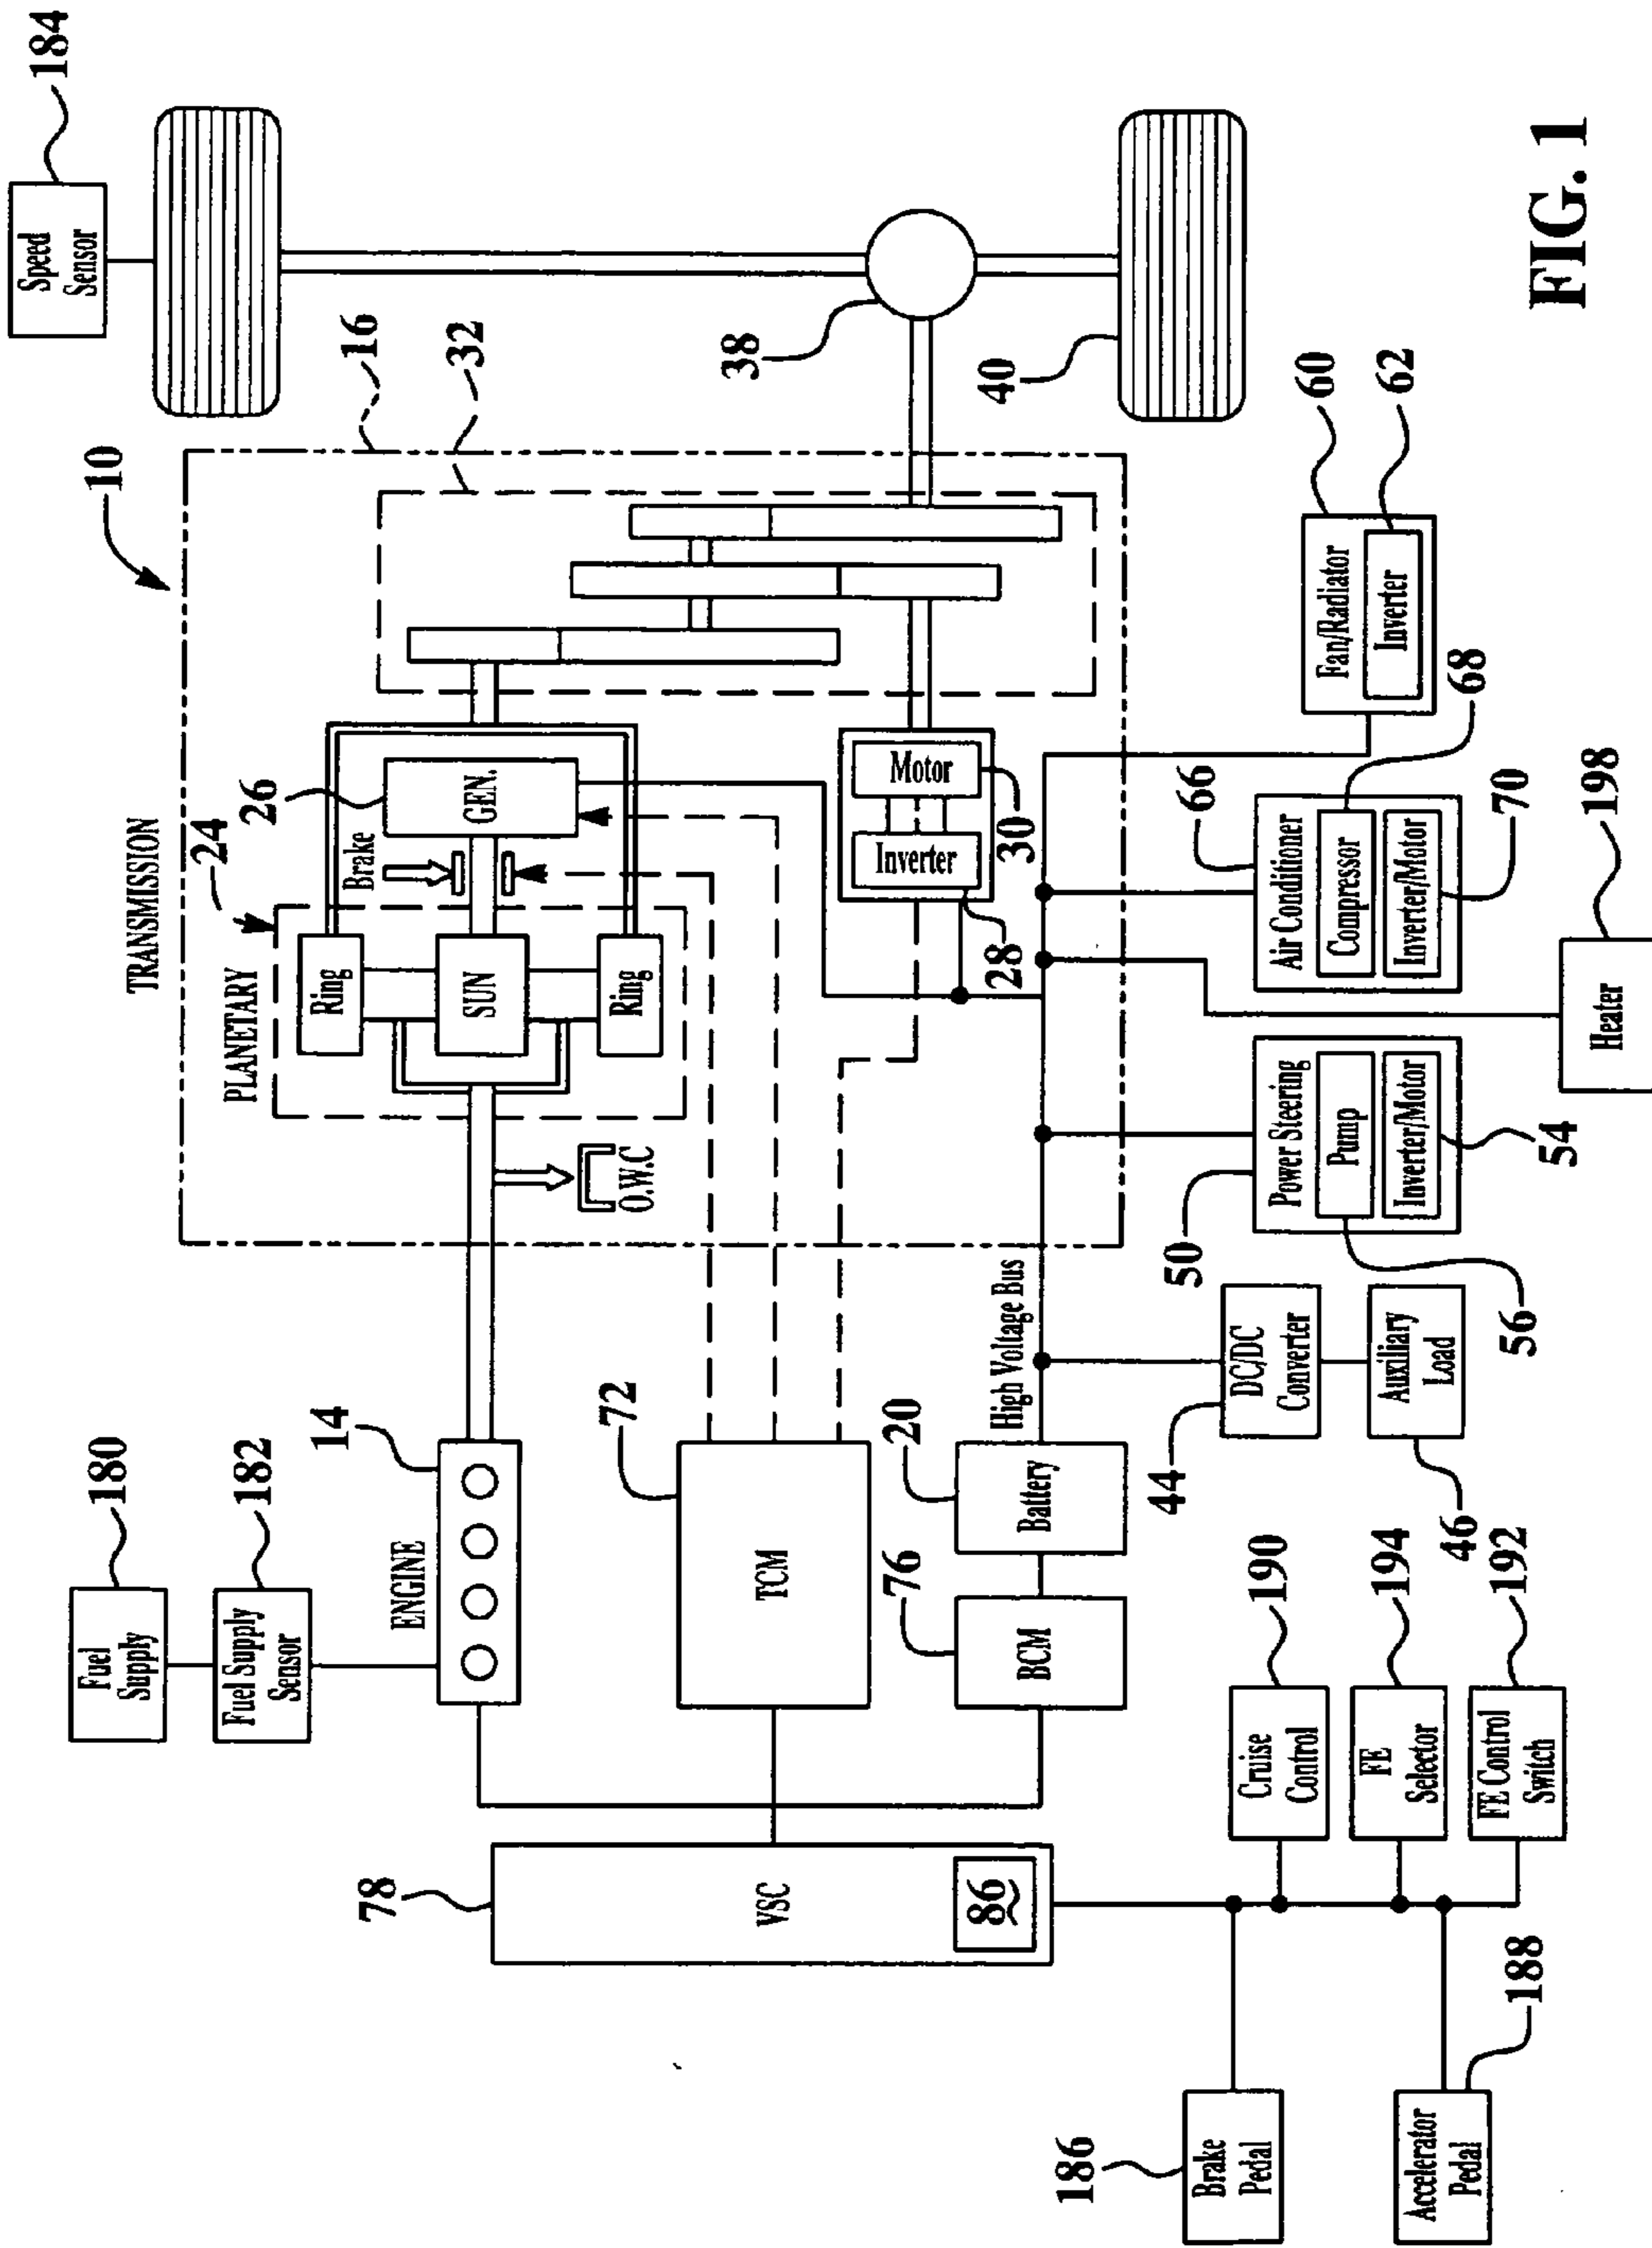 184
Speed
Sensor
10
16
32
38
40
TRANSMISSION
24
26
PLANETARY
Brake
GEN.
Ring
SUN
Ring
O.W.C
Motor
Inverter
30
28
180
Fuel
Supply
182
Fuel Supply
Sensor
14
ENGINE
72
TCM
High Voltage Bus
20
Battery
76
BCM
78
VSC
86
60
Fan/Radiator
62
Inverter
66
Air Conditioner
68
Compressor
70
Inverter/Motor
198
Heater
50
Power Steering
Pump
Inverter/Motor
54
56
44
DC/DC
Converter
Auxiliary
Load
46
190
Cruise
Control
194
FE
Selector
192
FE Control
Switch
186
Brake
Pedal
188
Accelerator
Pedal
FIG. 1